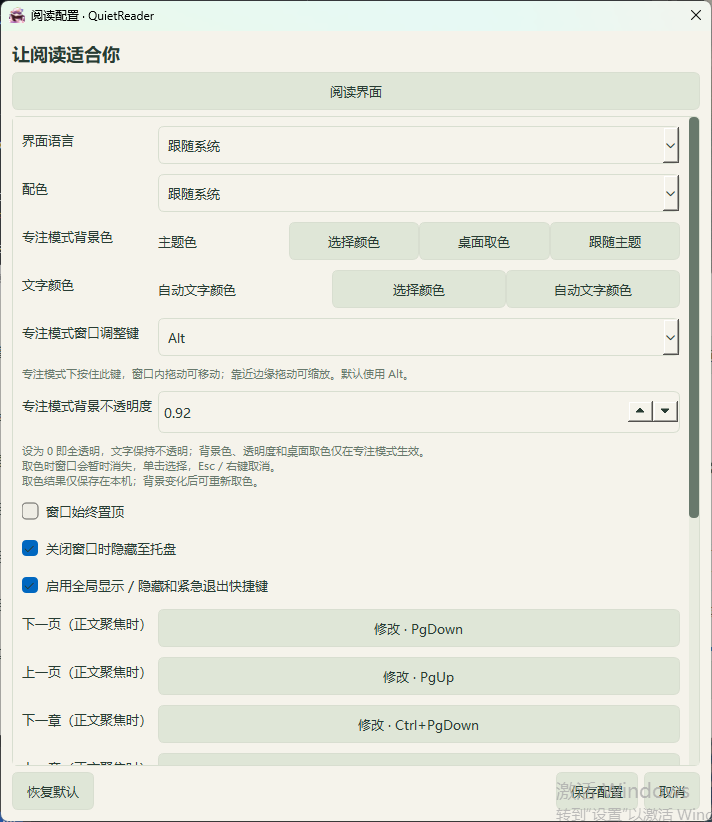 阅读配置 · QuietReader
让阅读适合你
阅读界面
界面语言 跟随系统
配色 跟随系统
专注模式背景色 主题色 选择颜色 桌面取色 跟随主题
文字颜色 自动文字颜色 选择颜色 自动文字颜色
专注模式窗口调整键 Alt
专注模式下按住此键，窗口内拖动可移动；靠近边缘拖动可缩放。默认使用 Alt。
专注模式背景不透明度 0.92
设为 0 即全透明，文字保持不透明；背景色、透明度和桌面取色仅在专注模式生效。
取色时窗口会暂时消失，单击选择，Esc / 右键取消。
取色结果仅保存在本机；背景变化后可重新取色。
窗口始终置顶
关闭窗口时隐藏至托盘
启用全局显示 / 隐藏和紧急退出快捷键
下一页（正文聚焦时） 修改 · PgDown
上一页（正文聚焦时） 修改 · PgUp
下一章（正文聚焦时） 修改 · Ctrl+PgDown
恢复默认 保存配置 取消
激活 Windows
转到“设置”以激活 Wind